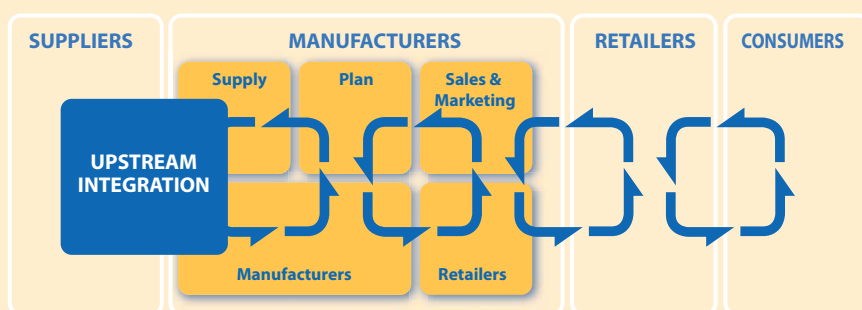 SUPPLIERS
MANUFACTURERS
RETAILERS
CONSUMERS
Supply
Plan
Sales &
Marketing
UPSTREAM
INTEGRATION
Manufacturers
Retailers